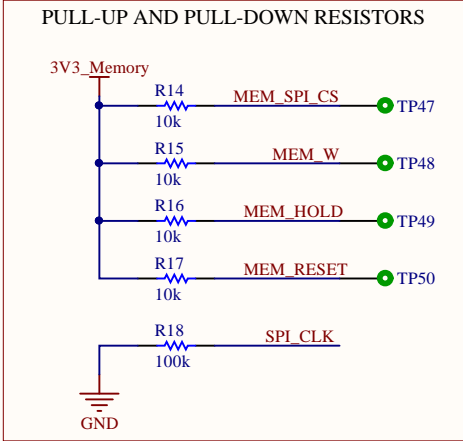 PULL-UP AND PULL-DOWN RESISTORS
3V3_Memory
R14
MEM_SPI_CS
10k
TP47
R15
MEM_W
10k
TP48
R16
MEM_HOLD
10k
TP49
R17
MEM_RESET
10k
TP50
R18
SPI_CLK
100k
GND